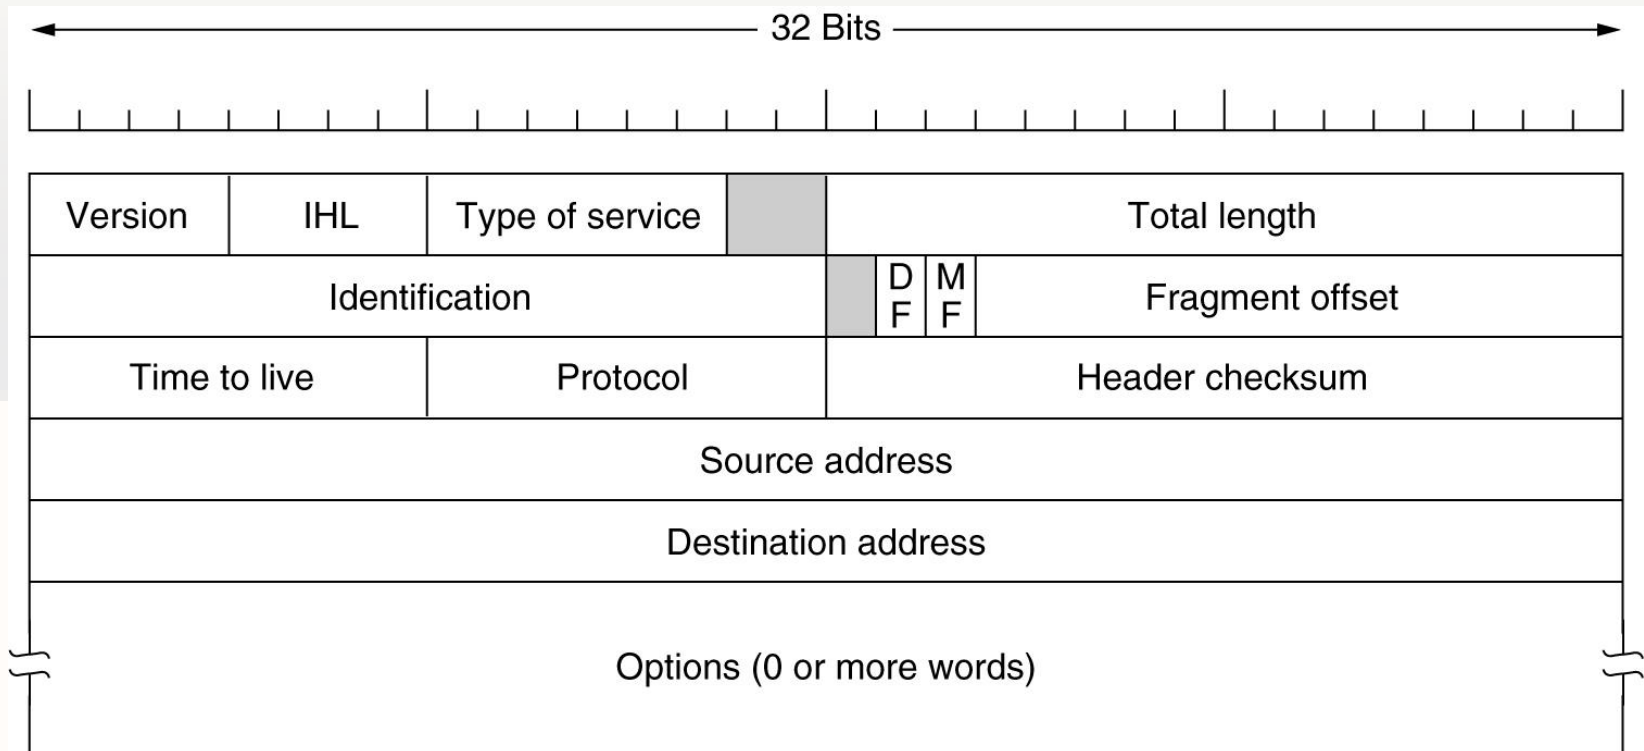 32 Bits
Version IHL Type of service Total length
Identification D F M F Fragment offset
Time to live Protocol Header checksum
Source address
Destination address
Options (0 or more words)